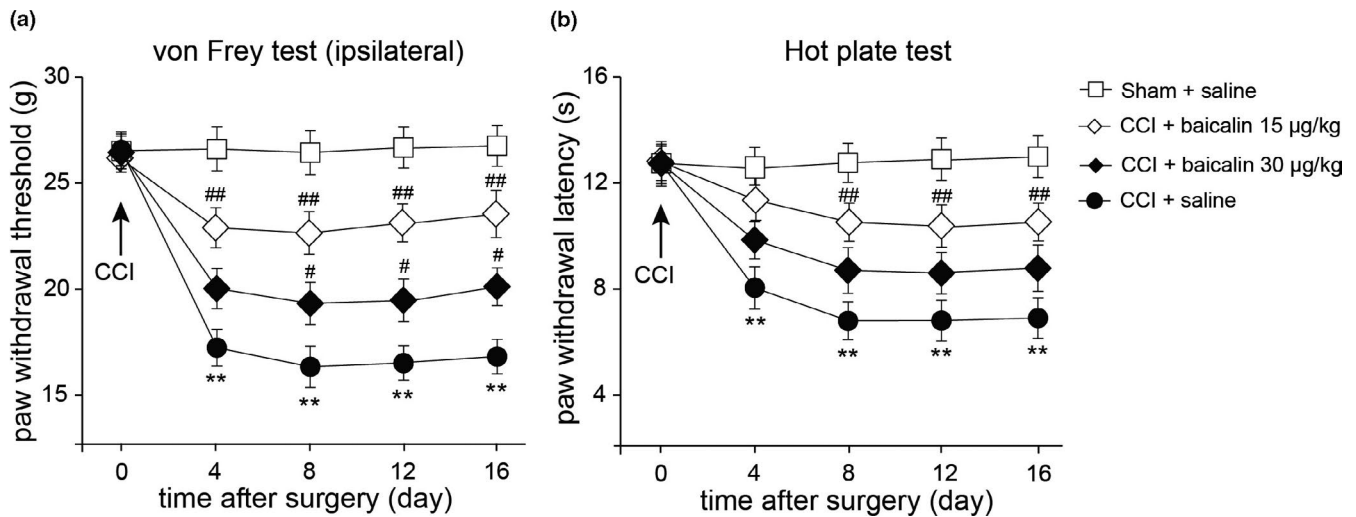 (a)
von Frey test (ipsilateral)
paw withdrawal threshold (g)
30
25
20
15
CCI
## ## ## ##
# # #
** ** ** **
0 4 8 12 16
time after surgery (day)
(b)
Hot plate test
paw withdrawal latency (s)
16
12
8
4
CCI
## ## ##
** ** ** **
0 4 8 12 16
time after surgery (day)
Sham + saline
CCI + baicalin 15 µg/kg
CCI + baicalin 30 µg/kg
CCI + saline